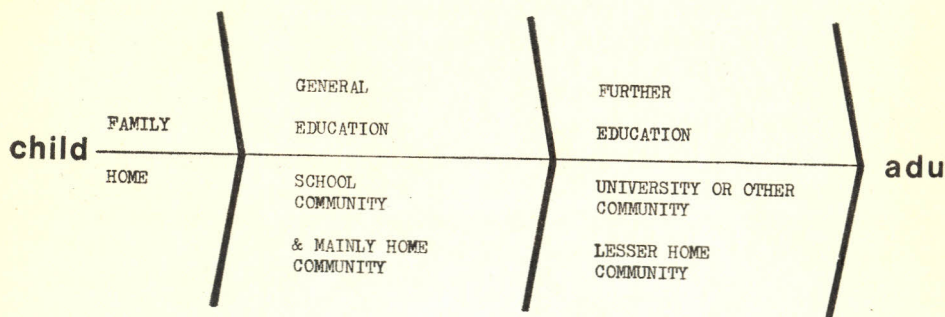 GENERAL
FURTHER
FAMILY
EDUCATION
EDUCATION
child
adu
HOME
SCHOOL
COMMUNITY
UNIVERSITY OR OTHER
COMMUNITY
& MAINLY HOME
COMMUNITY
LESSER HOME
COMMUNITY